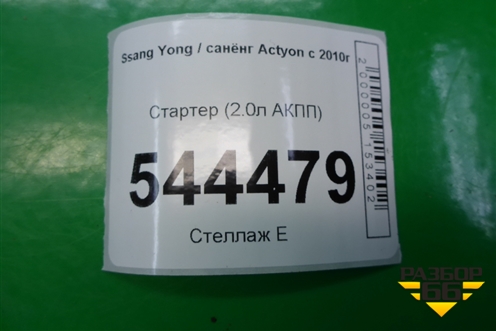 Ssang Yong / санёнг Actyon с 2010г
Стартер (2.0л АКПП)
544479
Стеллаж Е
2000005153402
РАЗБОР
66